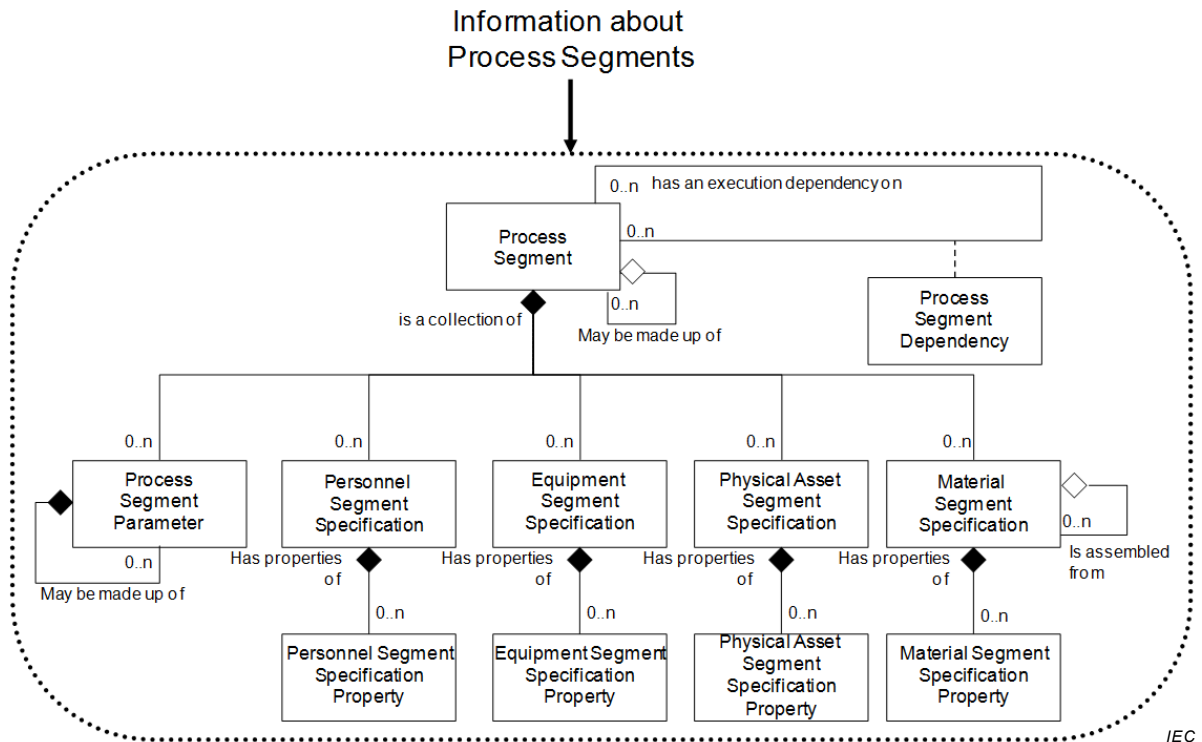 Information about
Process Segments
0..n
has an execution dependency on
Process
Segment
0..n
0..n
May be made up of
is a collection of
Process
Segment
Dependency
0..n
0..n
0..n
0..n
0..n
Process
Segment
Parameter
0..n
May be made up of
Personnel
Segment
Specification
Equipment
Segment
Specification
Physical Asset
Segment
Specification
Material
Segment
Specification
0..n
Is assembled
from
Has properties
of
Has properties
of
Has properties
of
Has properties
of
0..n
0..n
0..n
0..n
Personnel Segment
Specification
Property
Equipment Segment
Specification
Property
Physical Asset
Segment
Specification
Property
Material Segment
Specification
Property
IEC